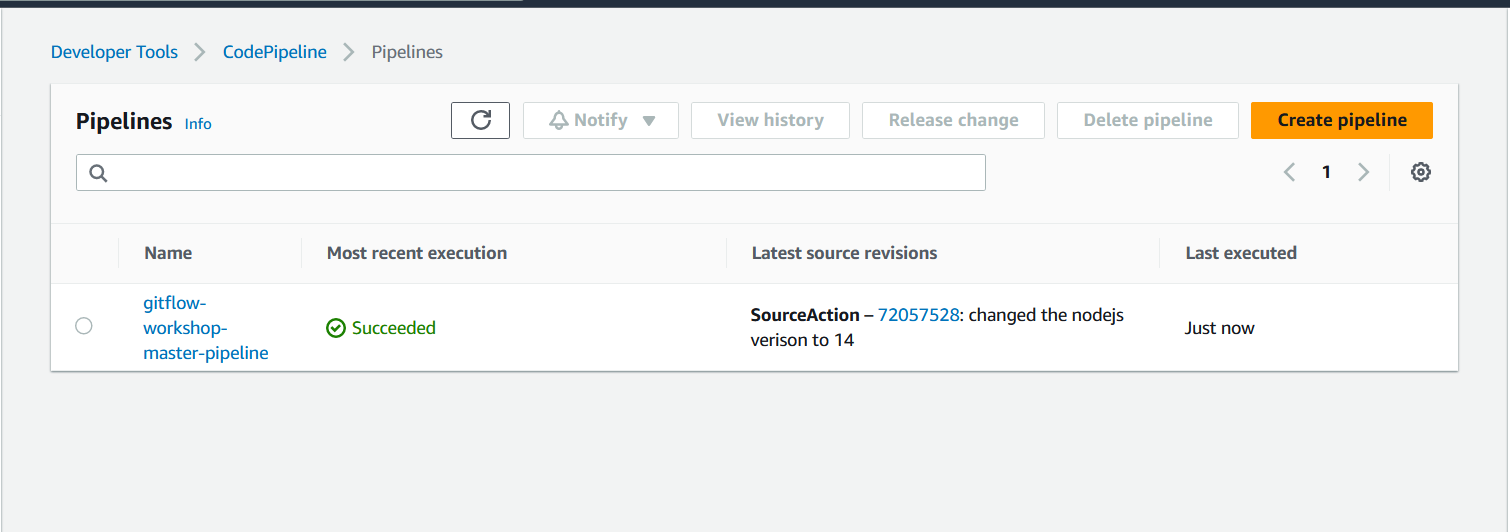 Developer Tools > CodePipeline > Pipelines
Pipelines Info
Notify ▼ View history Release change Delete pipeline Create pipeline
1
Name Most recent execution Latest source revisions Last executed
gitflow-
workshop-
master-pipeline
Succeeded
SourceAction – 72057528: changed the nodejs
verison to 14
Just now